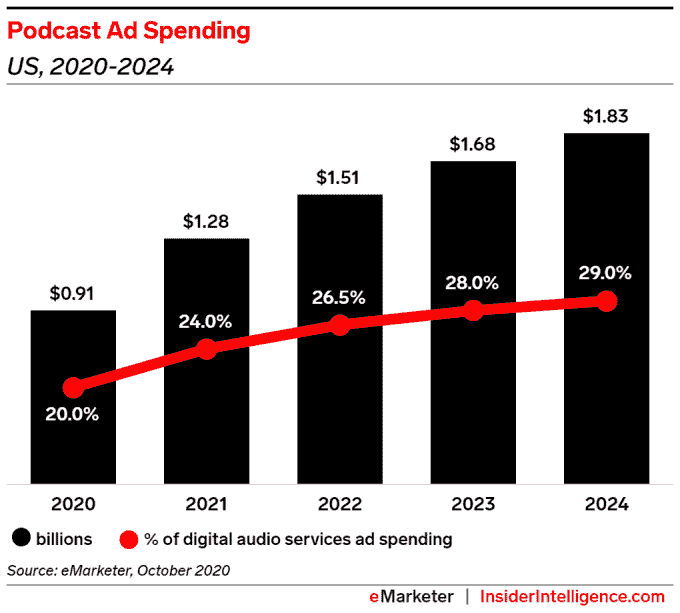 Podcast Ad Spending
US, 2020-2024
$0.91
$1.28
$1.51
$1.68
$1.83
20.0%
24.0%
26.5%
28.0%
29.0%
2020 2021 2022 2023 2024
billions % of digital audio services ad spending
Source: eMarketer, October 2020
eMarketer | InsiderIntelligence.com